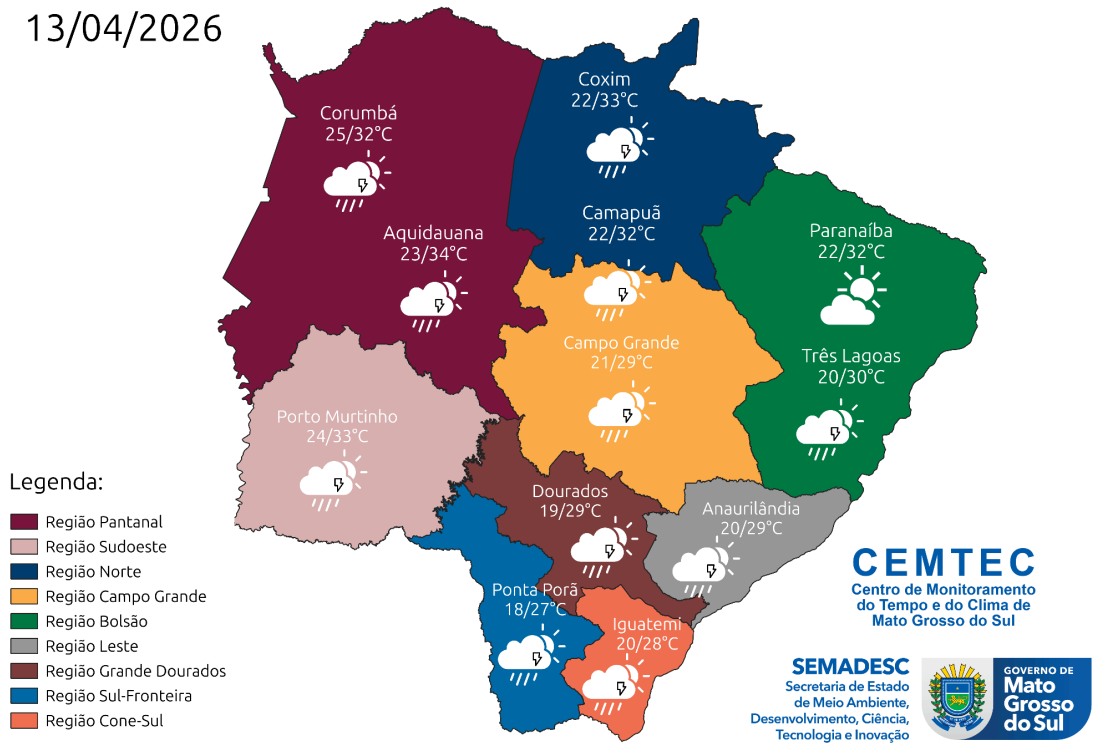 13/04/2026
Coxim
22/33°C
Corumbá
25/32°C
Camapuã
22/32°C
Aquidauana
23/34°C
Paranaíba
22/32°C
Campo Grande
21/29°C
Três Lagoas
20/30°C
Porto Murtinho
24/33°C
Dourados
19/29°C
Anaurilândia
20/29°C
Ponta Porã
18/27°C
Iguatemi
20/28°C
Legenda:
Região Pantanal
Região Sudoeste
Região Norte
Região Campo Grande
Região Bolsão
Região Leste
Região Grande Dourados
Região Sul-Fronteira
Região Cone-Sul
CEMTEC
Centro de Monitoramento
do Tempo e do Clima de
Mato Grosso do Sul
SEMADESC
Secretaria de Estado
de Meio Ambiente,
Desenvolvimento, Ciência,
Tecnologia e Inovação
GOVERNO DE
Mato
Grosso
do Sul